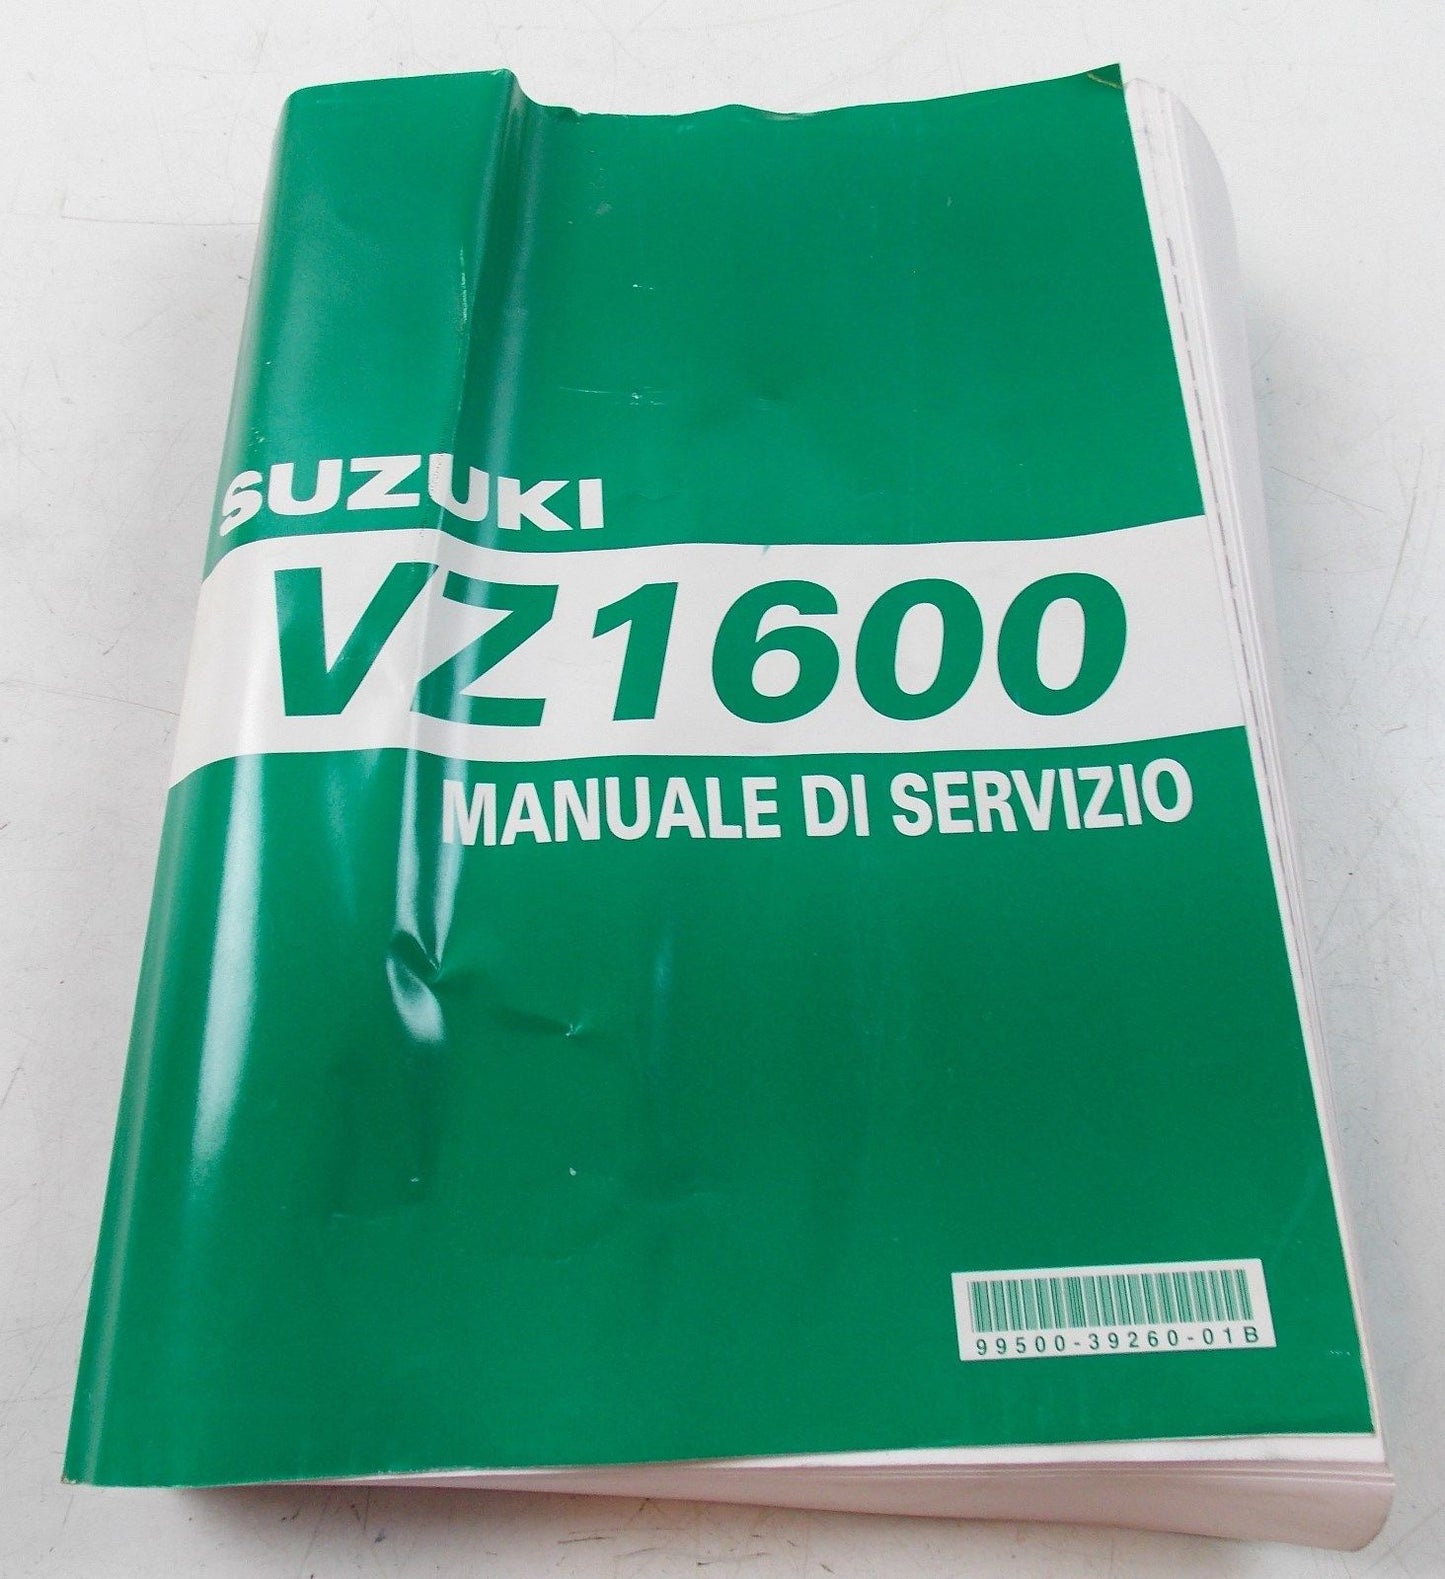 SUZUKI
VZ1600
MANUALE DI SERVIZIO
99500-39260-01B